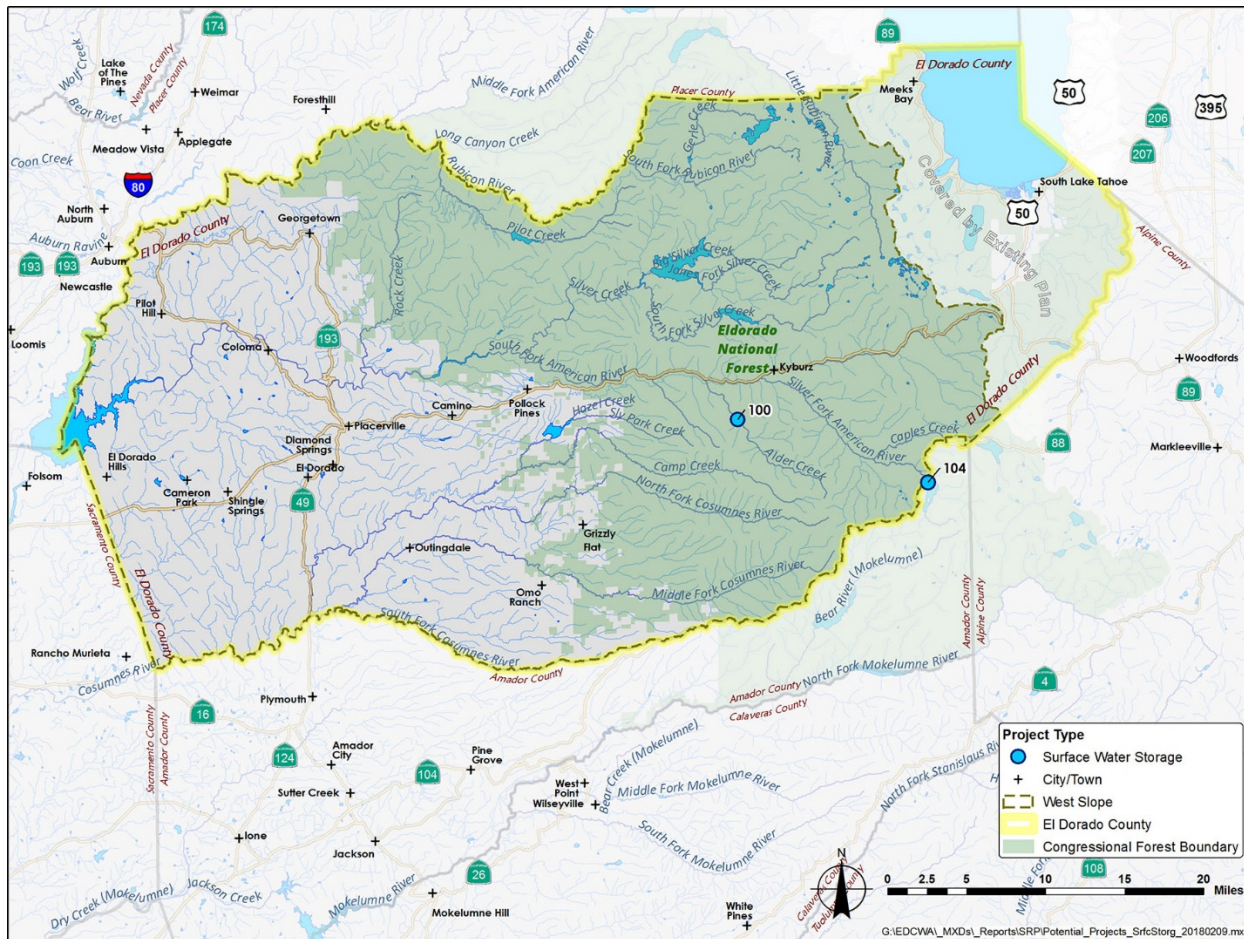 174
89
El Dorado County
Wolf Creek
Lake
of The
Pines
Nevada County
Placer County
Weimar
Foresthill
Middle Fork American River
Placer County
Little Rubicon River
Meeks
Bay
50
395
Bear River
Meadow Vista
Applegate
Long Canyon Creek
Gerle Creek
206
207
Coon Creek
80
Rubicon River
South Fork Rubicon River
Covered by Existing Plan
South Lake Tahoe
50
North
Auburn
Georgetown
El Dorado County
Pilot Creek
Alpine County
Auburn Ravine
Auburn
193
193
Newcastle
Rock Creek
Silver Creek
Jones Fork Silver Creek
South Fork Silver Creek
Pilot
Hill
Loomis
193
Coloma
South Fork American River
Eldorado
National
Forest
Kyburz
El Dorado County
Woodfords
89
Pollock
Pines
Camino
Hazel Creek
Sly Park Creek
Silver Fork American River
100
Caples Creek
88
Placerville
Diamond
Springs
El Dorado
Alder Creek
104
Markleeville
Folsom
El Dorado
Hills
Cameron
Park
Shingle
Springs
49
Camp Creek
North Fork Cosumnes River
Sacramento County
El Dorado County
Outingdale
Grizzly
Flat
Omo
Ranch
Middle Fork Cosumnes River
Bear River (Mokelumne)
Amador County
Alpine County
Rancho Murieta
Cosumnes River
South Fork Cosumnes River
Amador County
North Fork Mokelumne River
Amador County
Calaveras County
4
Plymouth
16
Sacramento County
Amador County
124
Amador
City
104
Pine
Grove
Sutter Creek
West
Point
Wilseyville
Bear Creek (Mokelumne)
Middle Fork Mokelumne River
South Fork Mokelumne River
North Fork Stanislaus River
Ione
Jackson
Dry Creek (Mokelumne)
Jackson Creek
Mokelumne River
26
Mokelumne Hill
White
Pines
Calaveras County
Tuolumne County
108
Project Type
Surface Water Storage
City/Town
West Slope
El Dorado County
Congressional Forest Boundary
N
0 2.5 5 10 15 20
Miles
G:\EDCWA\_MXDs\_Reports\SRP\Potential_Projects_SrfcStorg_20180209.mx